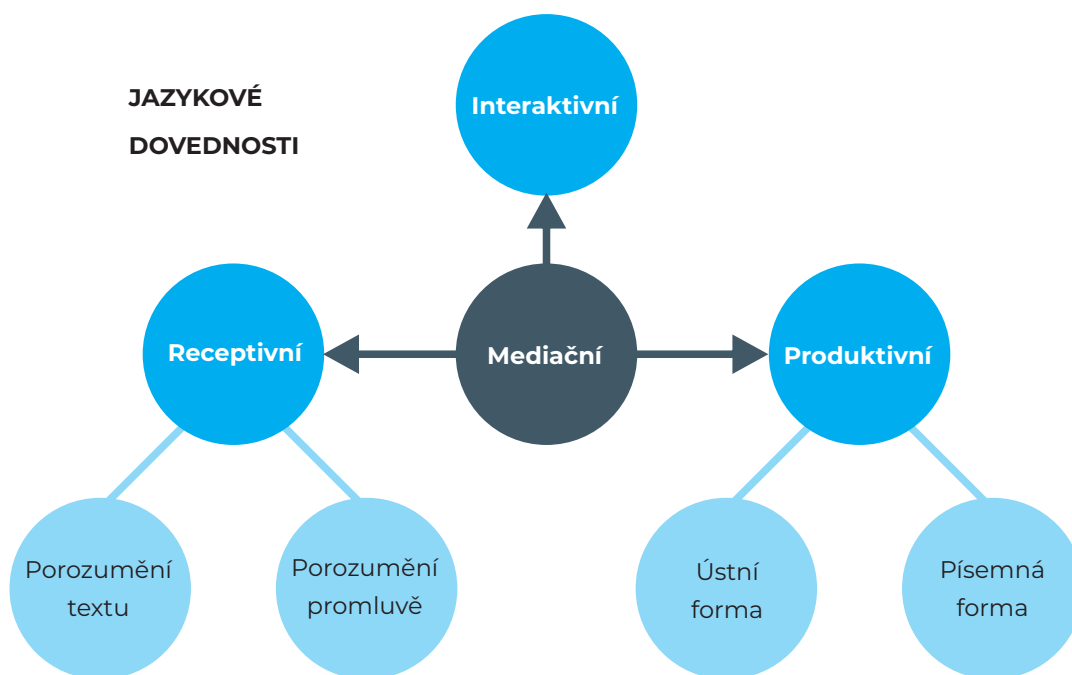 JAZYKOVÉ
DOVEDNOSTI
Interaktivní
Receptivní
Mediační
Produktivní
Porozumění
textu
Porozumění
promluvě
Ústní
forma
Písemná
forma